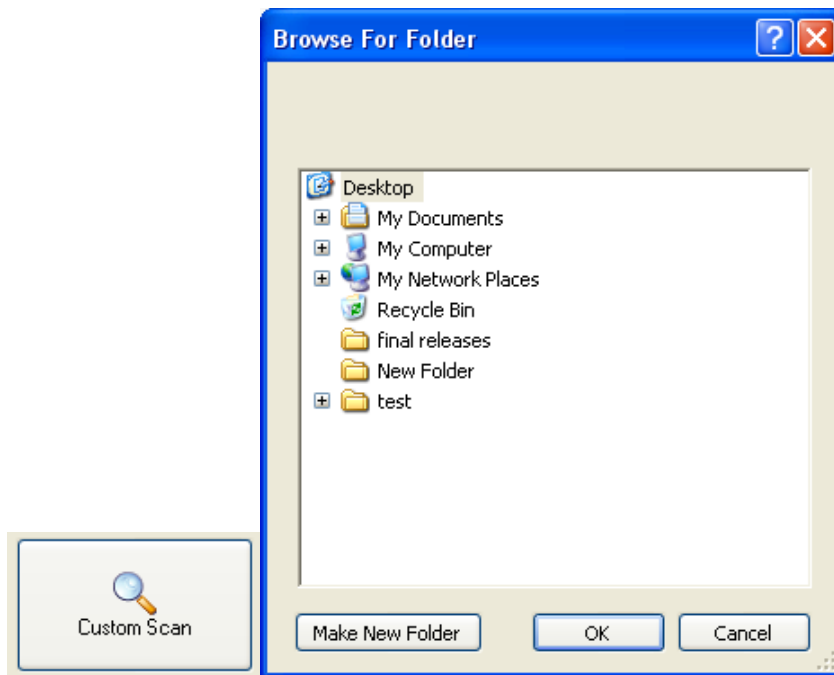 Browse For Folder
Desktop
My Documents
My Computer
My Network Places
Recycle Bin
final releases
New Folder
test
Custom Scan
Make New Folder
OK
Cancel